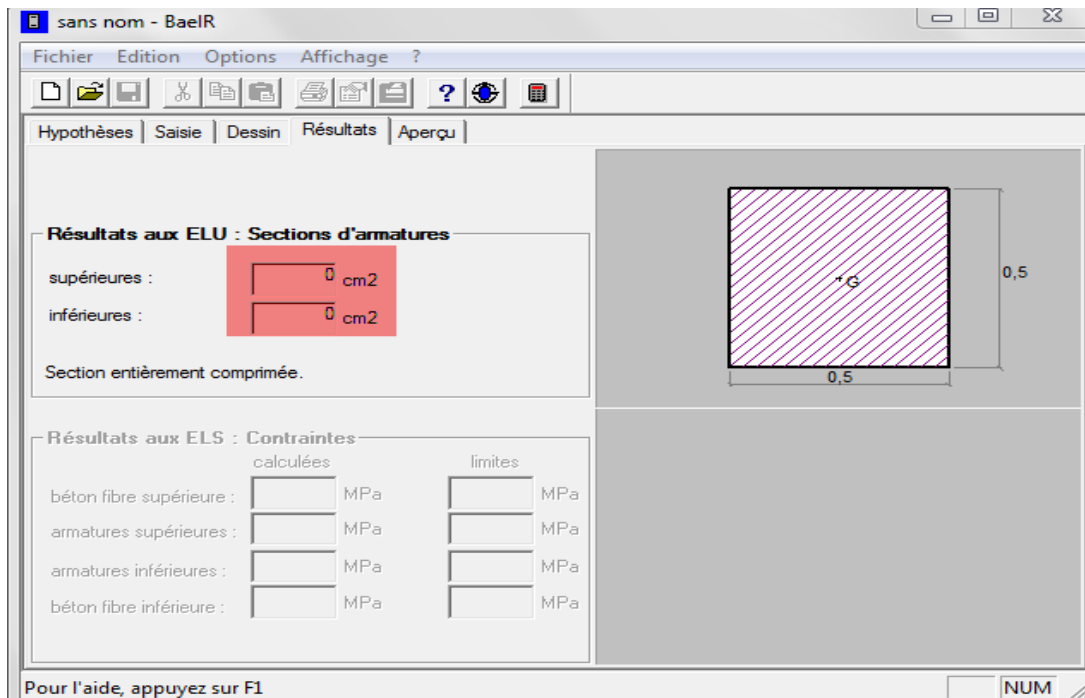 sans nom - BaelR
Fichier Edition Options Affichage ?
Hypothèses Saisie Dessin Résultats Aperçu
Résultats aux ELU : Sections d'armatures
supérieures : 0 cm2
inférieures : 0 cm2
Section entièrement comprimée.
+G
0,5
0,5
Résultats aux ELS : Contraintes
calculées limites
béton fibre supérieure : MPa MPa
armatures supérieures : MPa MPa
armatures inférieures : MPa MPa
béton fibre inférieure : MPa MPa
Pour l'aide, appuyez sur F1
NUM